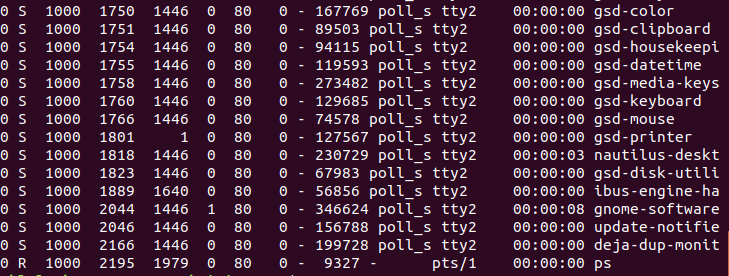 0 S 1000 1750 1446 0 80 0 - 167769 poll_s tty2 00:00:00 gsd-color
0 S 1000 1751 1446 0 80 0 - 89503 poll_s tty2 00:00:00 gsd-clipboard
0 S 1000 1754 1446 0 80 0 - 94115 poll_s tty2 00:00:00 gsd-housekeepi
0 S 1000 1755 1446 0 80 0 - 119593 poll_s tty2 00:00:00 gsd-datetime
0 S 1000 1758 1446 0 80 0 - 273482 poll_s tty2 00:00:00 gsd-media-keys
0 S 1000 1760 1446 0 80 0 - 129685 poll_s tty2 00:00:00 gsd-keyboard
0 S 1000 1766 1446 0 80 0 - 74578 poll_s tty2 00:00:00 gsd-mouse
0 S 1000 1801 1 0 80 0 - 127567 poll_s tty2 00:00:00 gsd-printer
0 S 1000 1818 1446 0 80 0 - 230729 poll_s tty2 00:00:03 nautilus-deskt
0 S 1000 1823 1446 0 80 0 - 67983 poll_s tty2 00:00:00 gsd-disk-utili
0 S 1000 1889 1640 0 80 0 - 56856 poll_s tty2 00:00:00 ibus-engine-ha
0 S 1000 2044 1446 1 80 0 - 346624 poll_s tty2 00:00:08 gnome-software
0 S 1000 2046 1446 0 80 0 - 156788 poll_s tty2 00:00:00 update-notifie
0 S 1000 2166 1446 0 80 0 - 199728 poll_s tty2 00:00:00 deja-dup-monit
0 R 1000 2195 1979 0 80 0 - 9327 - pts/1 00:00:00 ps